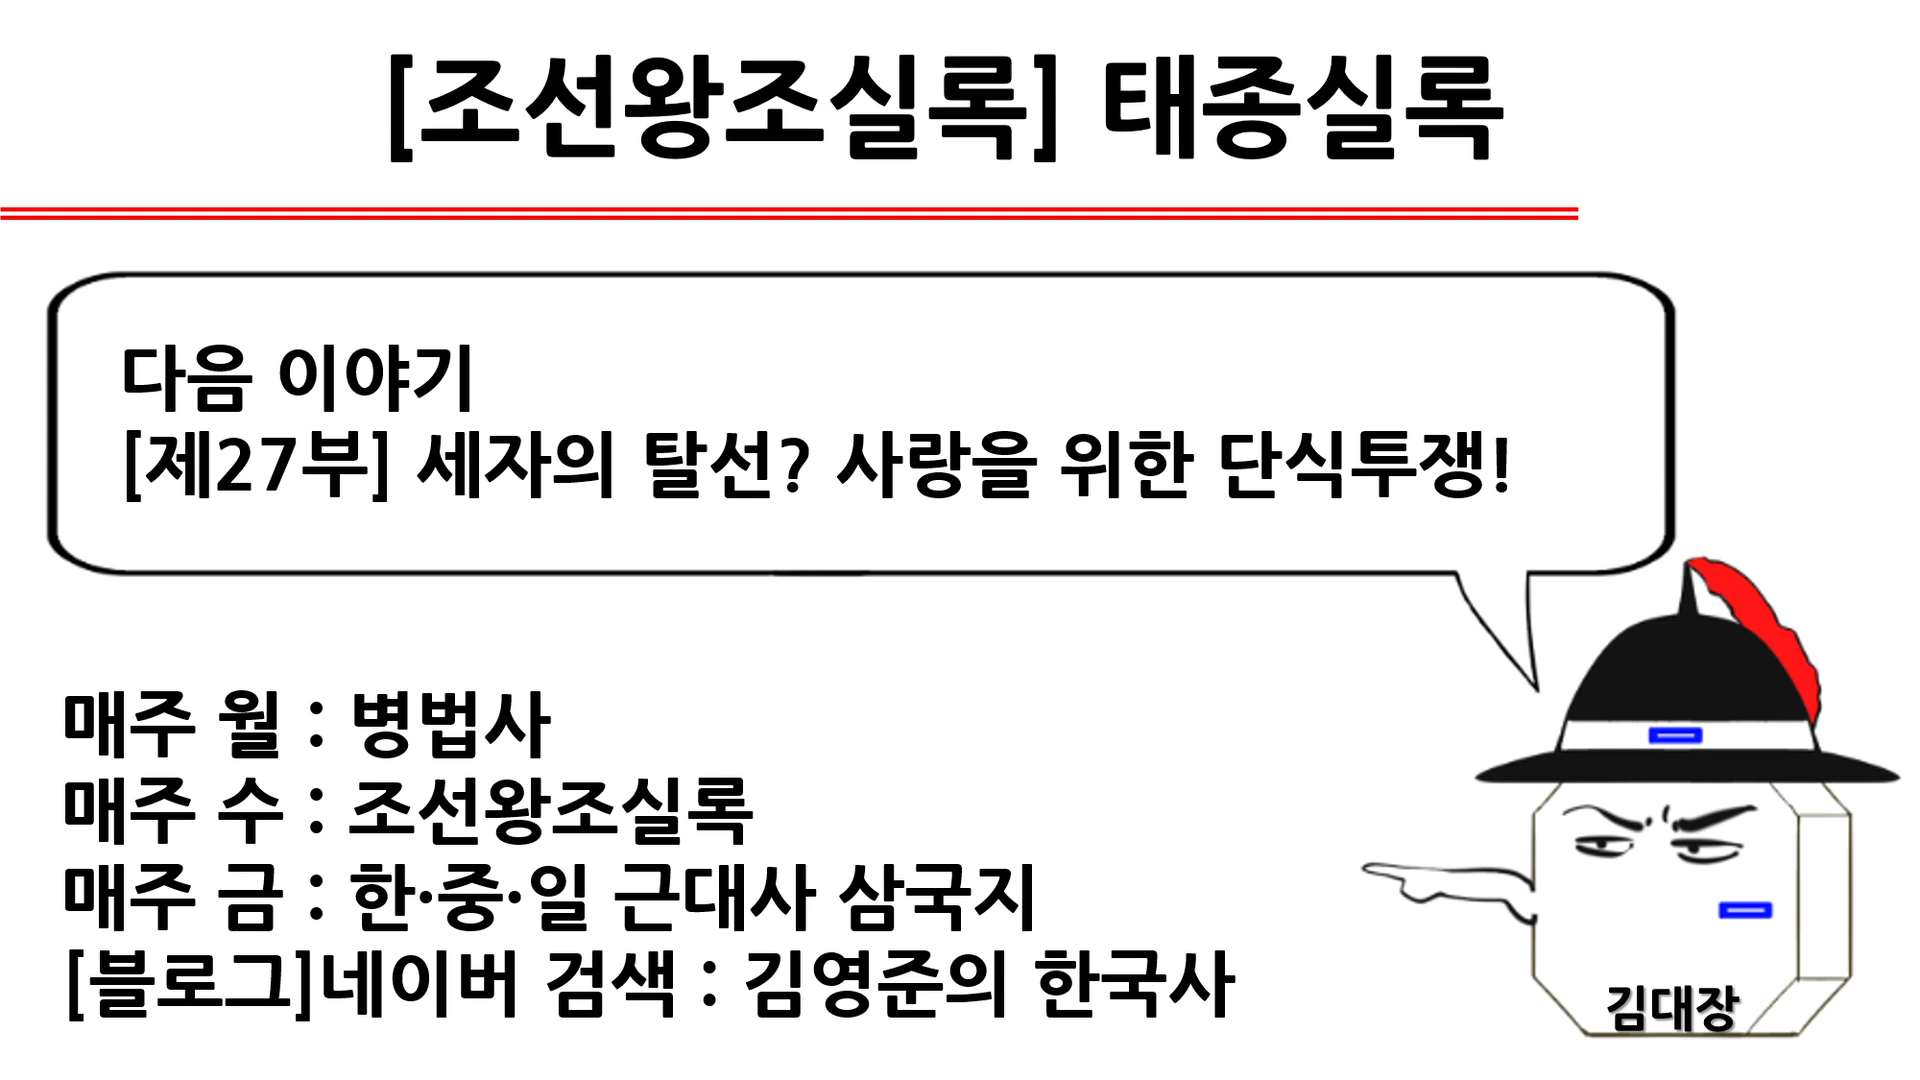 [조선왕조실록] 태종실록
다음 이야기
[제27부] 세자의 탈선? 사랑을 위한 단식투쟁!
매주 월 : 병법사
매주 수 : 조선왕조실록
매주 금 : 한·중·일 근대사 삼국지
[블로그]네이버 검색 : 김영준의 한국사
김대장